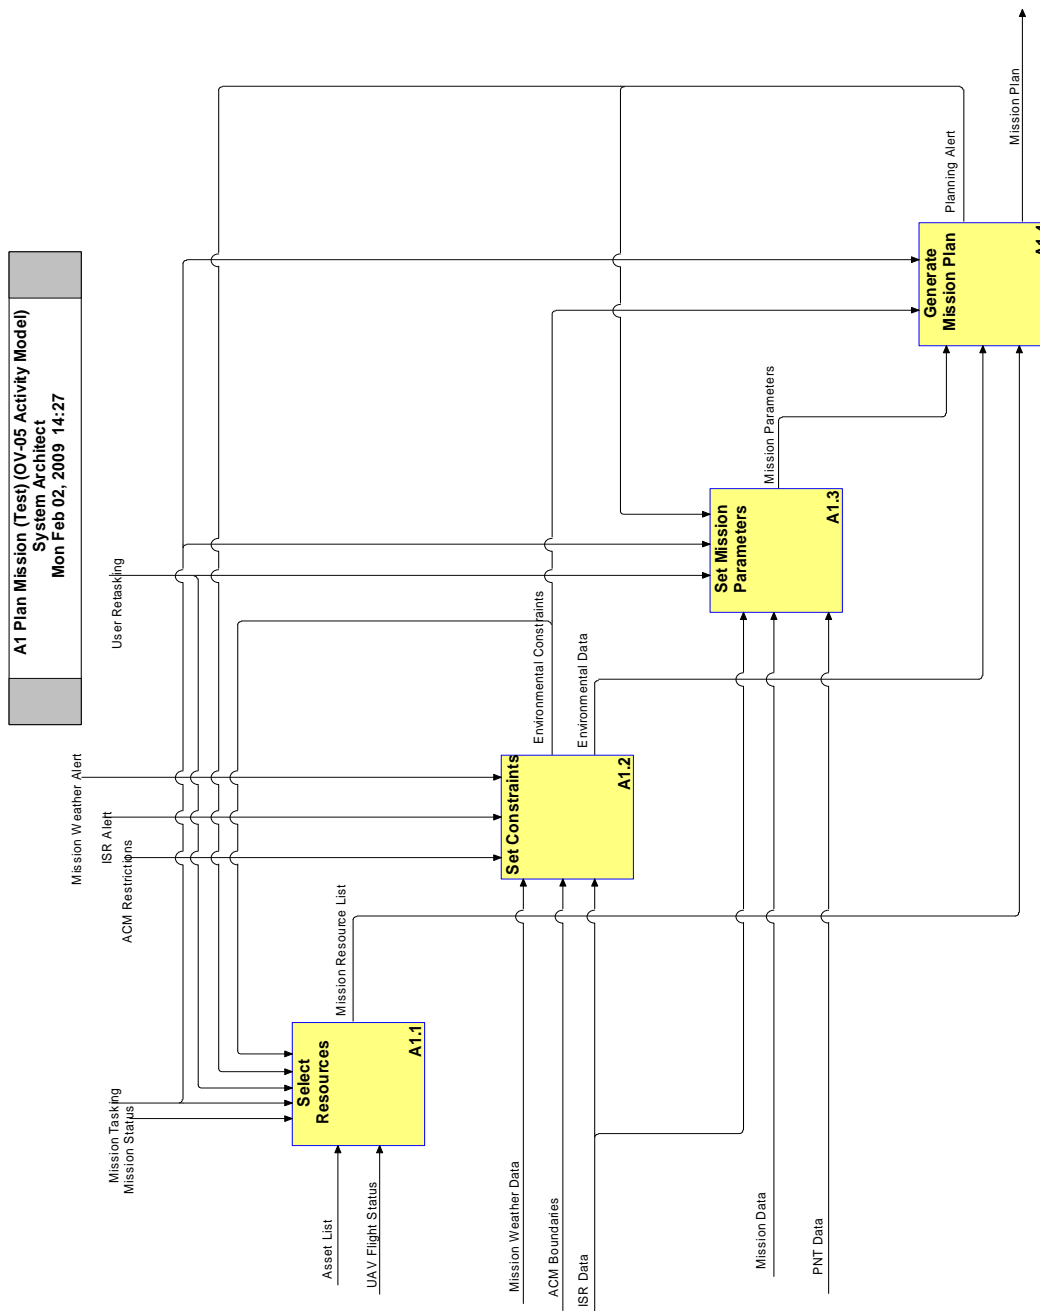 A1 Plan Mission (Test) (OV-05 Activity Model)
System Architect
Mon Feb 02, 2009 14:27
Mission Tasking
Mission Status
ACM Restrictions
ISR Alert
Mission Weather Alert
User Retasking
Asset List
UAV Flight Status
Select
Resources
A1.1
Mission Resource List
Mission Weather Data
ACM Boundaries
ISR Data
Set Constraints
A1.2
Environmental Constraints
Environmental Data
Mission Data
PNT Data
Set Mission
Parameters
A1.3
Mission Parameters
Generate
Mission Plan
A1.4
Planning Alert
Mission Plan